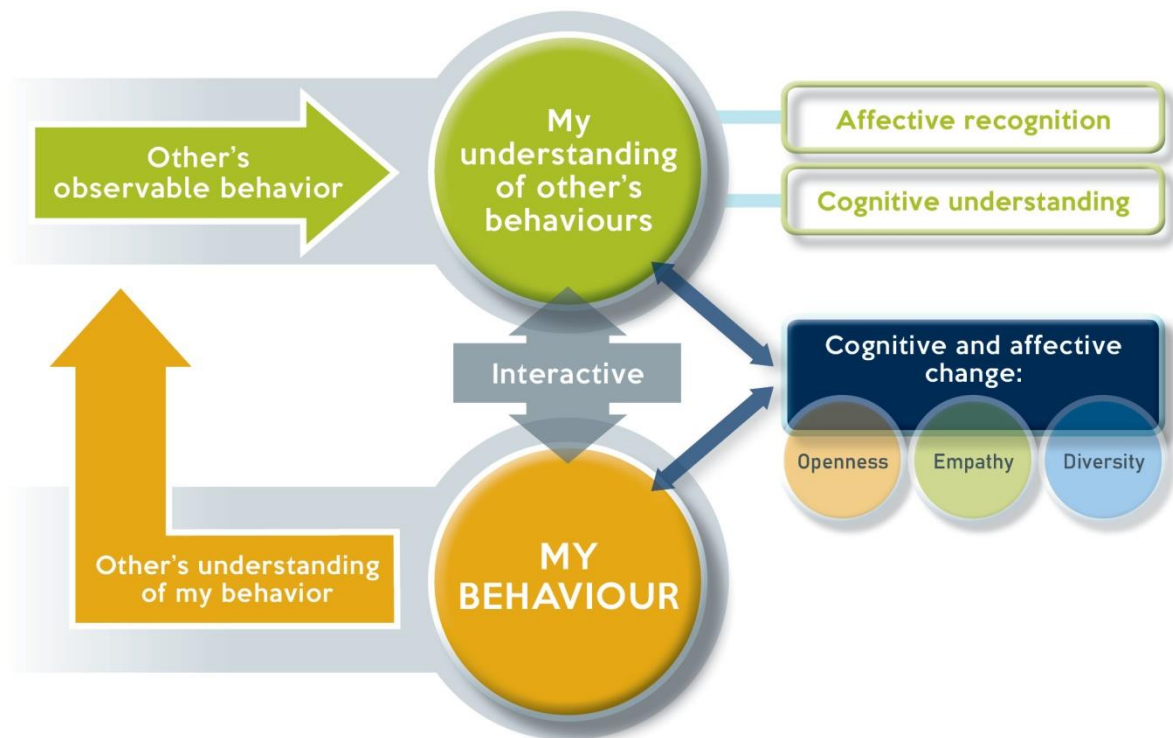 Other's
observable behavior
My
understanding
of other's
behaviours
Affective recognition
Cognitive understanding
Interactive
Cognitive and affective
change:
Openness
Empathy
Diversity
Other's understanding
of my behavior
MY
BEHAVIOUR